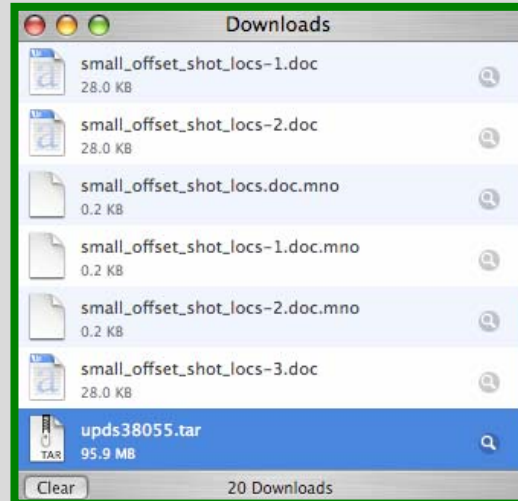 Downloads
small_offset_shot_locs-1.doc
28.0 KB
small_offset_shot_locs-2.doc
28.0 KB
small_offset_shot_locs.doc.mno
0.2 KB
small_offset_shot_locs-1.doc.mno
0.2 KB
small_offset_shot_locs-2.doc.mno
0.2 KB
small_offset_shot_locs-3.doc
28.0 KB
upds38055.tar
TAR
95.9 MB
Clear
20 Downloads